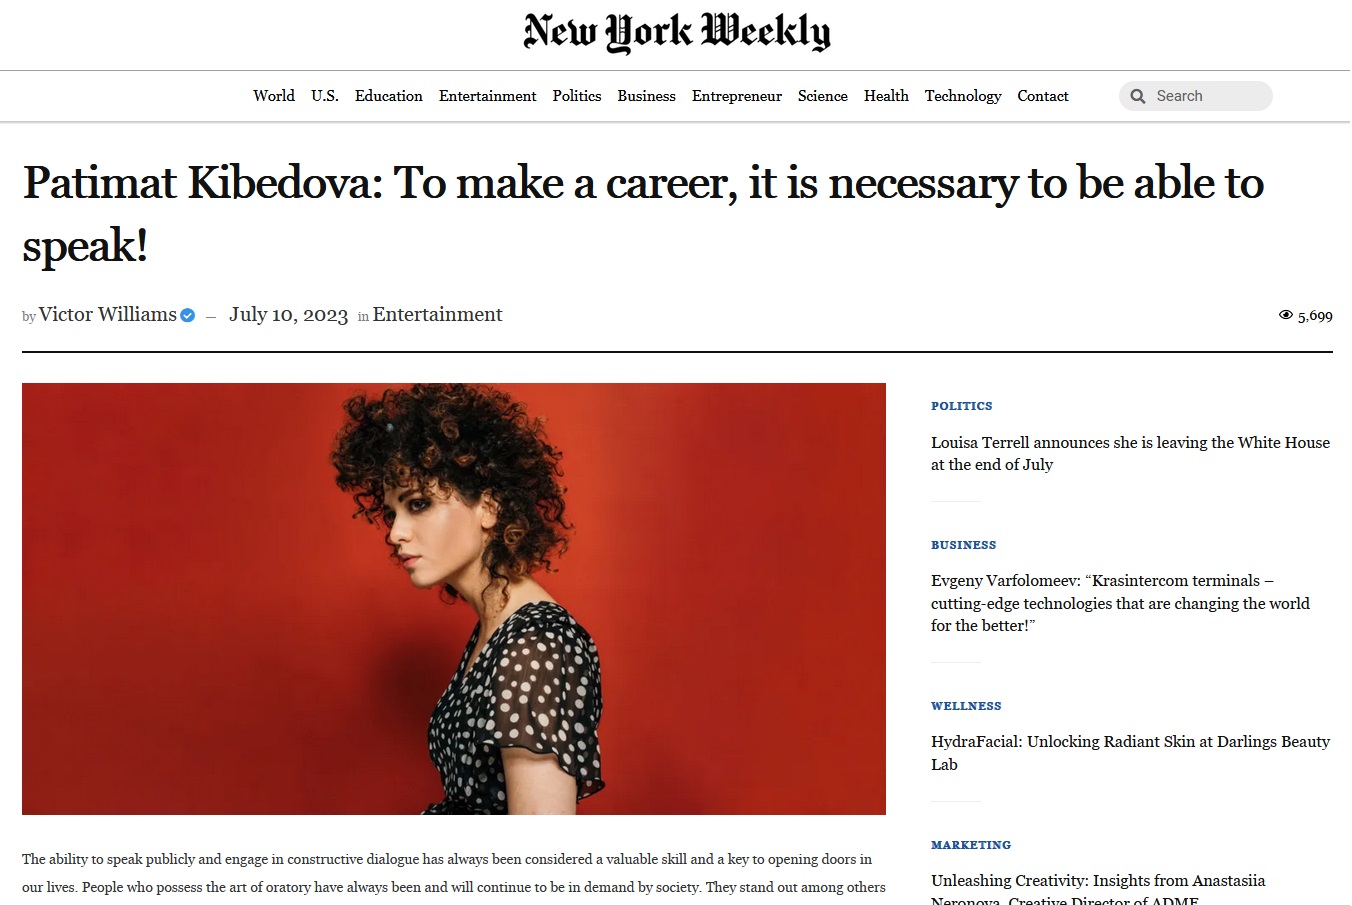 New York Weekly
World U.S. Education Entertainment Politics Business Entrepreneur Science Health Technology Contact Search
Patimat Kibedova: To make a career, it is necessary to be able to
speak!
by Victor Williams — July 10, 2023 in Entertainment 5,699
The ability to speak publicly and engage in constructive dialogue has always been considered a valuable skill and a key to opening doors in
our lives. People who possess the art of oratory have always been and will continue to be in demand by society. They stand out among others
POLITICS
Louisa Terrell announces she is leaving the White House
at the end of July
BUSINESS
Evgeny Varfolomeev: “Krasintercom terminals –
cutting-edge technologies that are changing the world
for the better!”
WELLNESS
HydraFacial: Unlocking Radiant Skin at Darlings Beauty
Lab
MARKETING
Unleashing Creativity: Insights from Anastasiia
Neronova, Creative Director of ADME